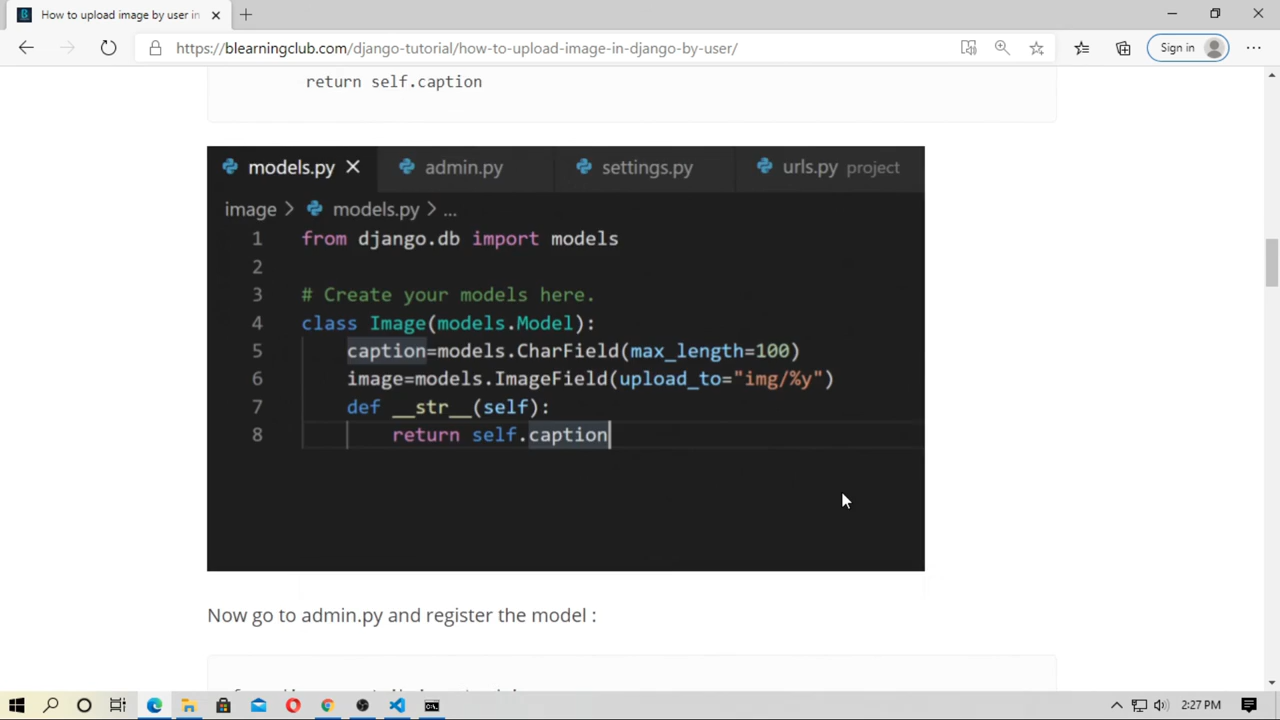 How to upload image by user in
https://blearningclub.com/django-tutorial/how-to-upload-image-in-django-by-user/
Sign in
return self.caption
models.py
admin.py
settings.py
urls.py project
image > models.py > ...
1 from django.db import models
2
3 # Create your models here.
4 class Image(models.Model):
5 caption=models.CharField(max_length=100)
6 image=models.ImageField(upload_to="img/%y")
7 def __str__(self):
8 return self.caption
Now go to admin.py and register the model :
2:27 PM